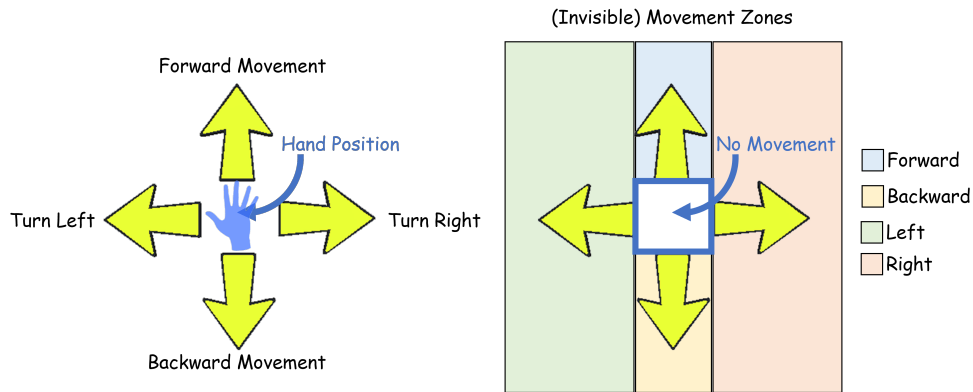 (Invisible) Movement Zones
Forward Movement
Hand Position
Turn Left
Turn Right
Backward Movement
No Movement
Forward
Backward
Left
Right